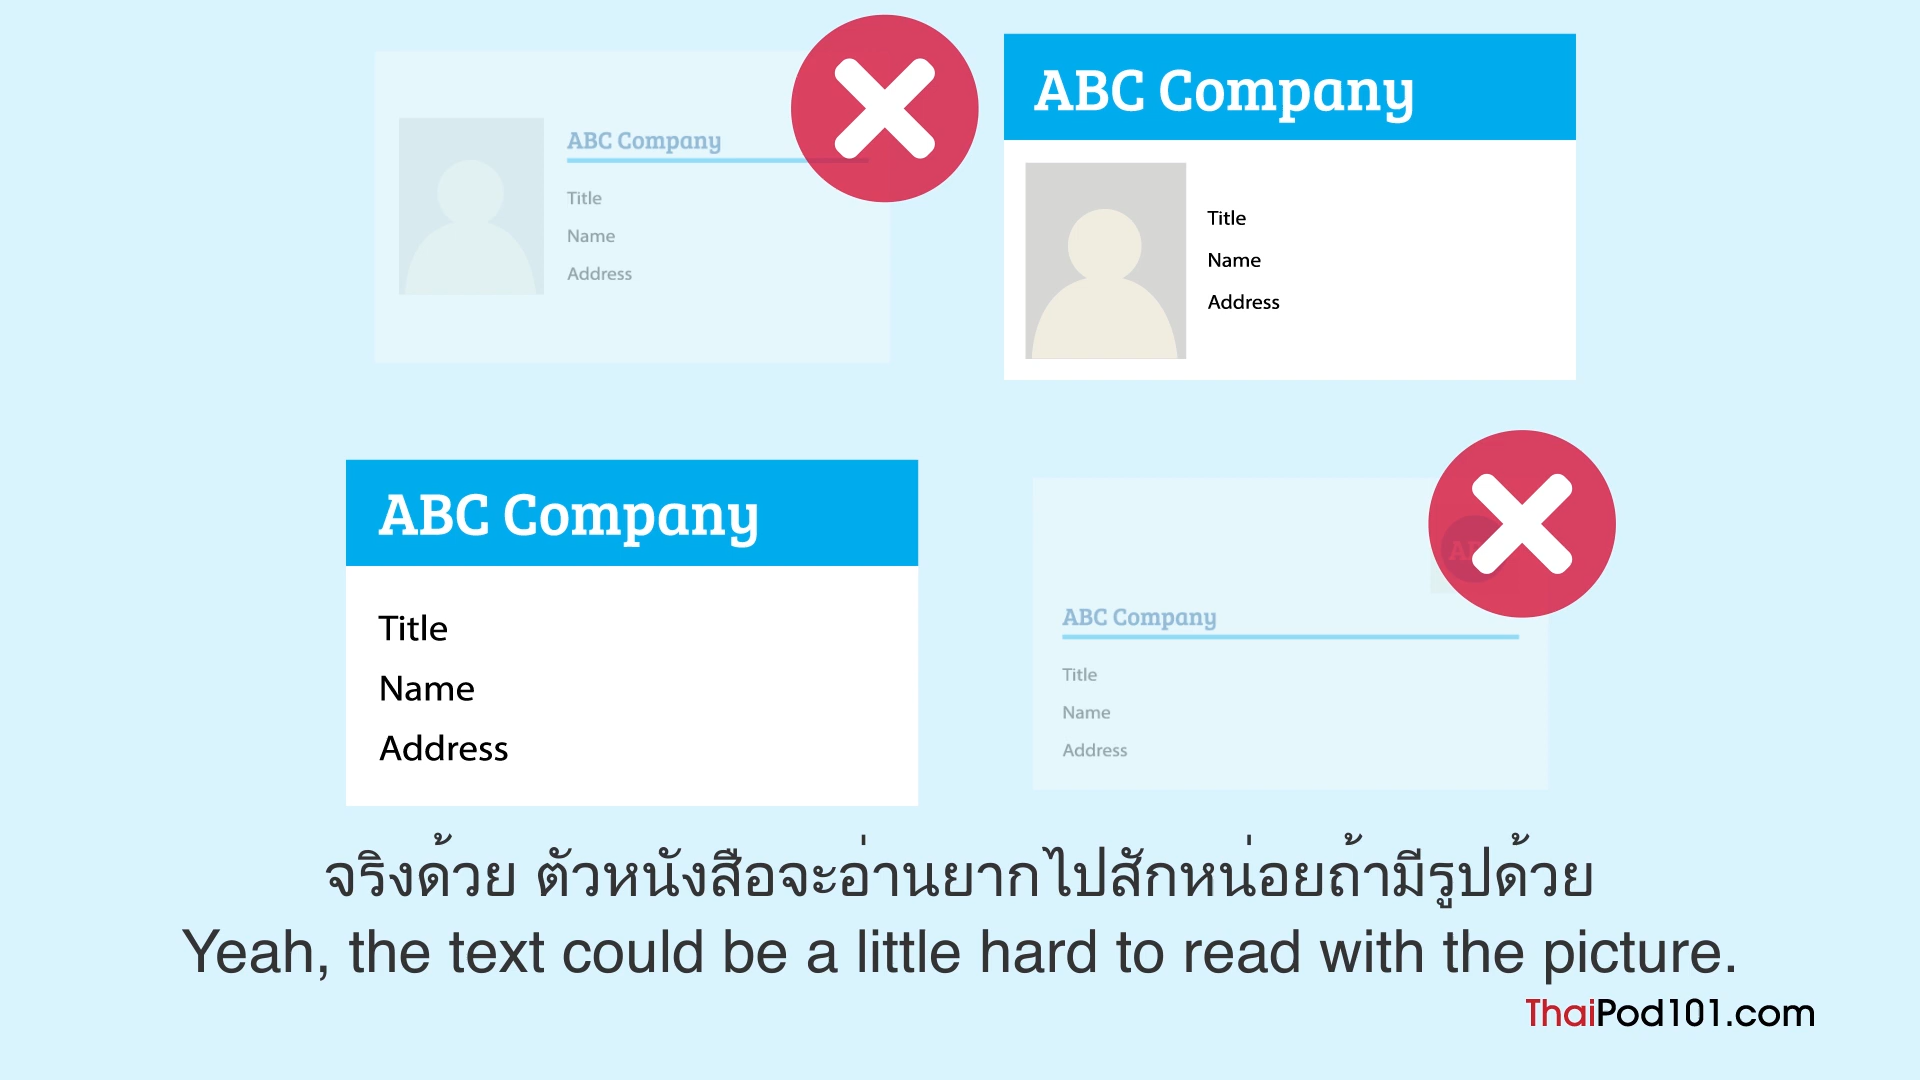 ABC Company
Title
Name
Address
ABC Company
Title
Name
Address
ABC Company
Title
Name
Address
ABC Company
Title
Name
Address
จริงด้วย ตัวหนังสือจะอ่านยากไปสักหน่อยถ้ามีรูปด้วย
Yeah, the text could be a little hard to read with the picture.
ThaiPod101.com